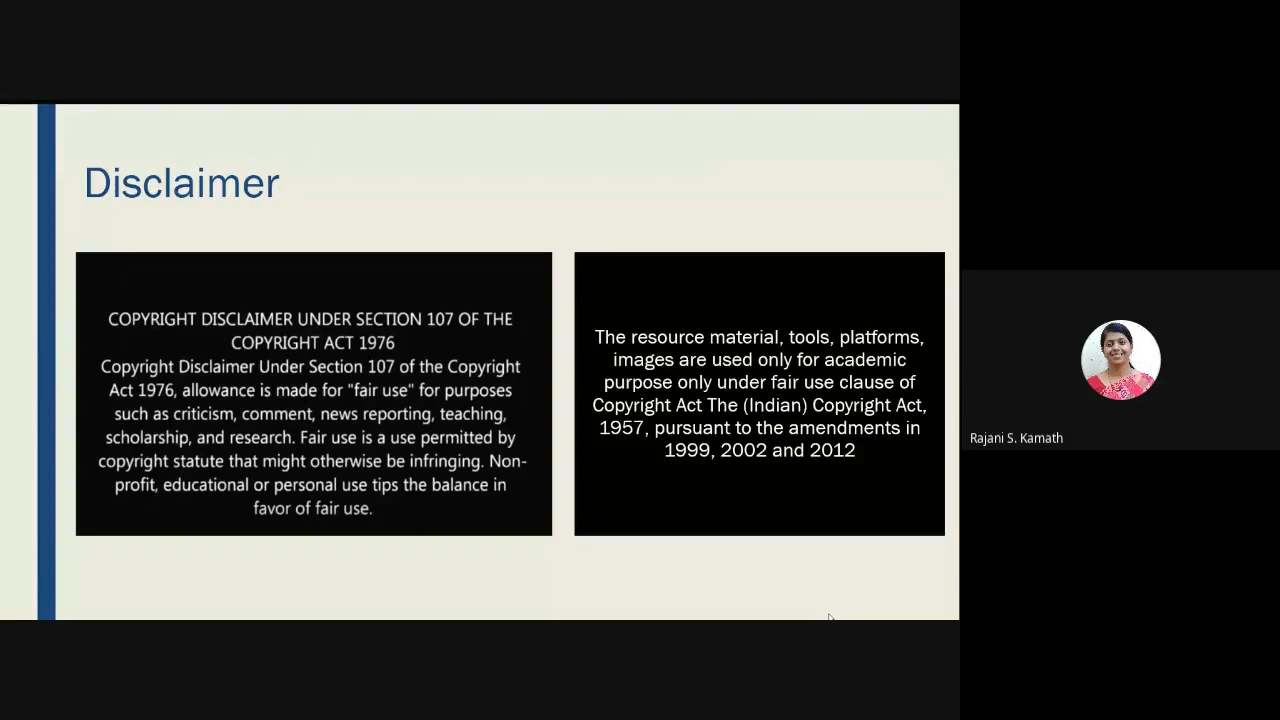 Disclaimer
COPYRIGHT DISCLAIMER UNDER SECTION 107 OF THE
COPYRIGHT ACT 1976
Copyright Disclaimer Under Section 107 of the Copyright
Act 1976, allowance is made for "fair use" for purposes
such as criticism, comment, news reporting, teaching,
scholarship, and research. Fair use is a use permitted by
copyright statute that might otherwise be infringing. Non-
profit, educational or personal use tips the balance in
favor of fair use.
The resource material, tools, platforms,
images are used only for academic
purpose only under fair use clause of
Copyright Act The (Indian) Copyright Act,
1957, pursuant to the amendments in
1999, 2002 and 2012
Rajani S. Kamath